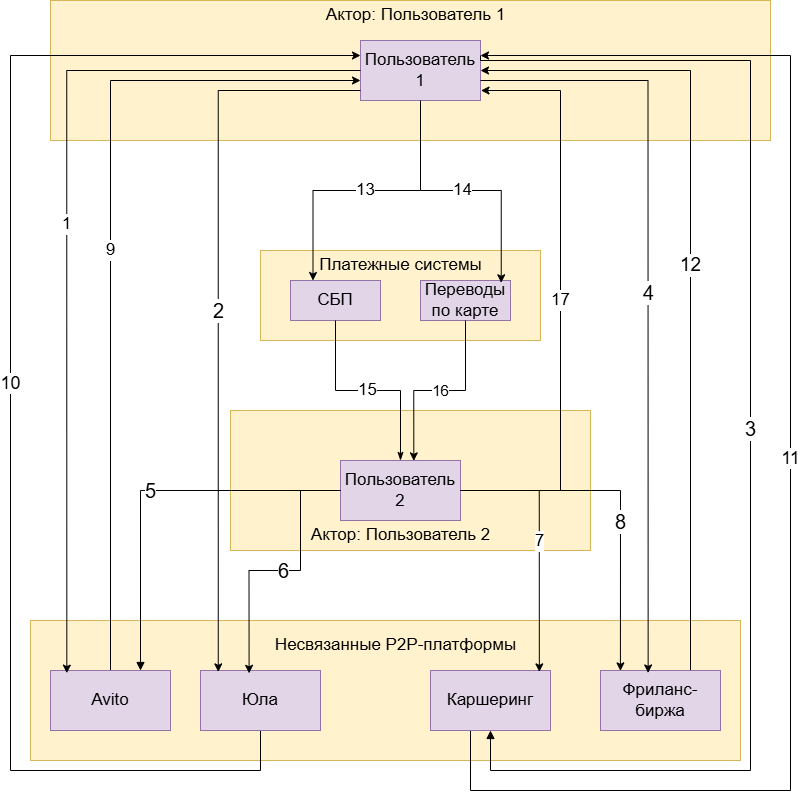 Актор: Пользователь 1
Пользователь
1
13
14
1
9
Платежные системы
12
СБП
Переводы
по карте
17
4
2
10
15
16
3
11
Пользователь
2
5
8
Актор: Пользователь 2
7
6
Несвязанные P2P-платформы
Avito
Юла
Каршеринг
Фриланс-
биржа